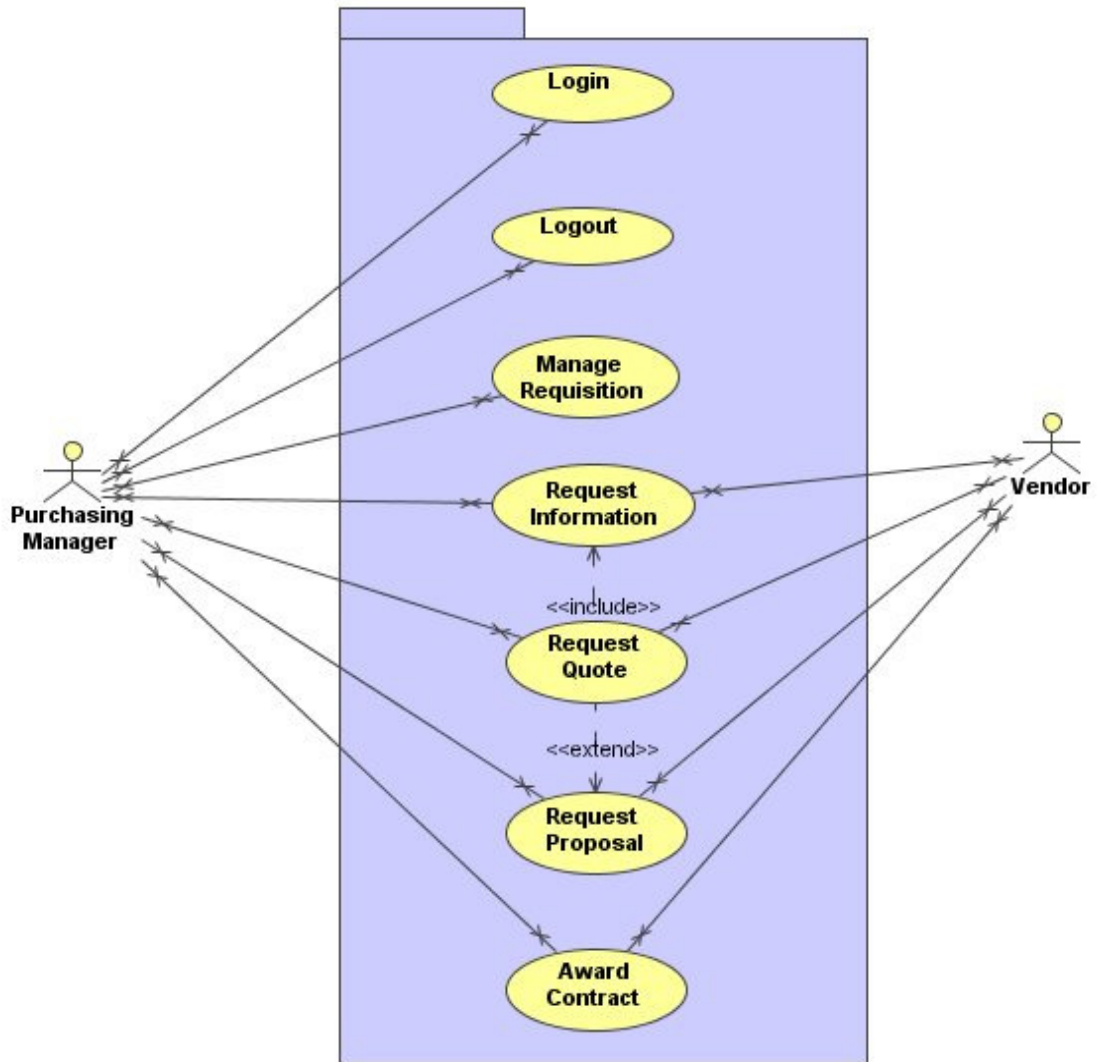 Login
Logout
Manage
Requisition
Purchasing
Manager
Request
Information
Vendor
<<include>>
Request
Quote
<<extend>>
Request
Proposal
Award
Contract